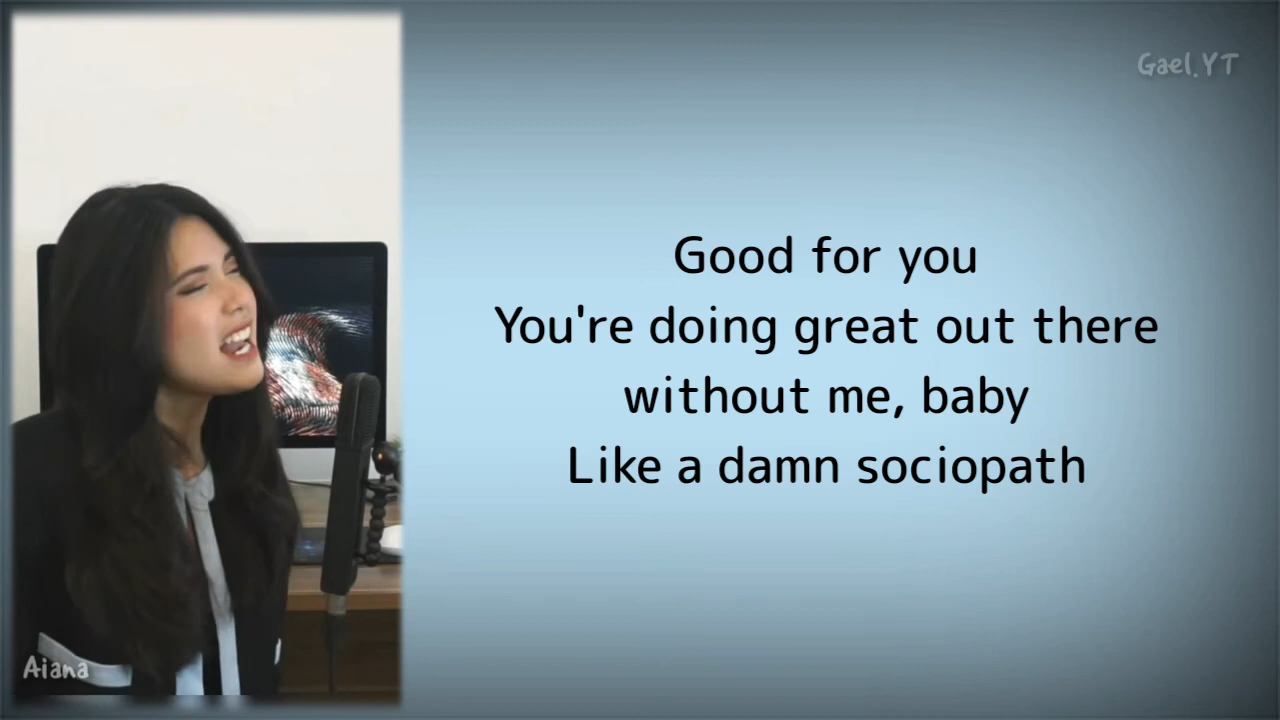 Gael.YT
Good for you
You're doing great out there
without me, baby
Like a damn sociopath
Aiana